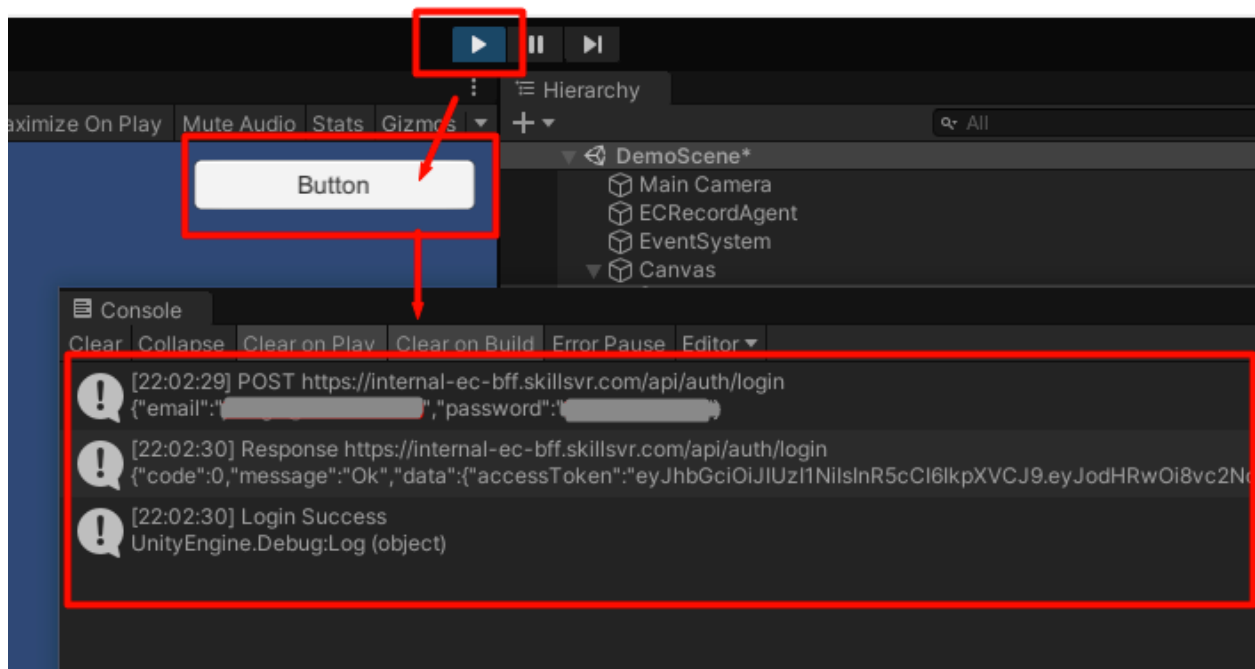 Hierarchy
aximize On Play Mute Audio Stats Gizmos
All
DemoScene*
Button
Main Camera
ECRecordAgent
EventSystem
Canvas
Console
Clear Collapse Clear on Play Clear on Build Error Pause Editor
[22:02:29] POST https://internal-ec-bff.skillsvr.com/api/auth/login
{"email":" ","password":"
[22:02:30] Response https://internal-ec-bff.skillsvr.com/api/auth/login
{"code":0,"message":"Ok","data":{"accessToken":"eyJhbGciOiJIUzI1NiIsInR5cCI6IkpXVCJ9.eyJodHRwOi8vc2No
[22:02:30] Login Success
UnityEngine.Debug:Log (object)